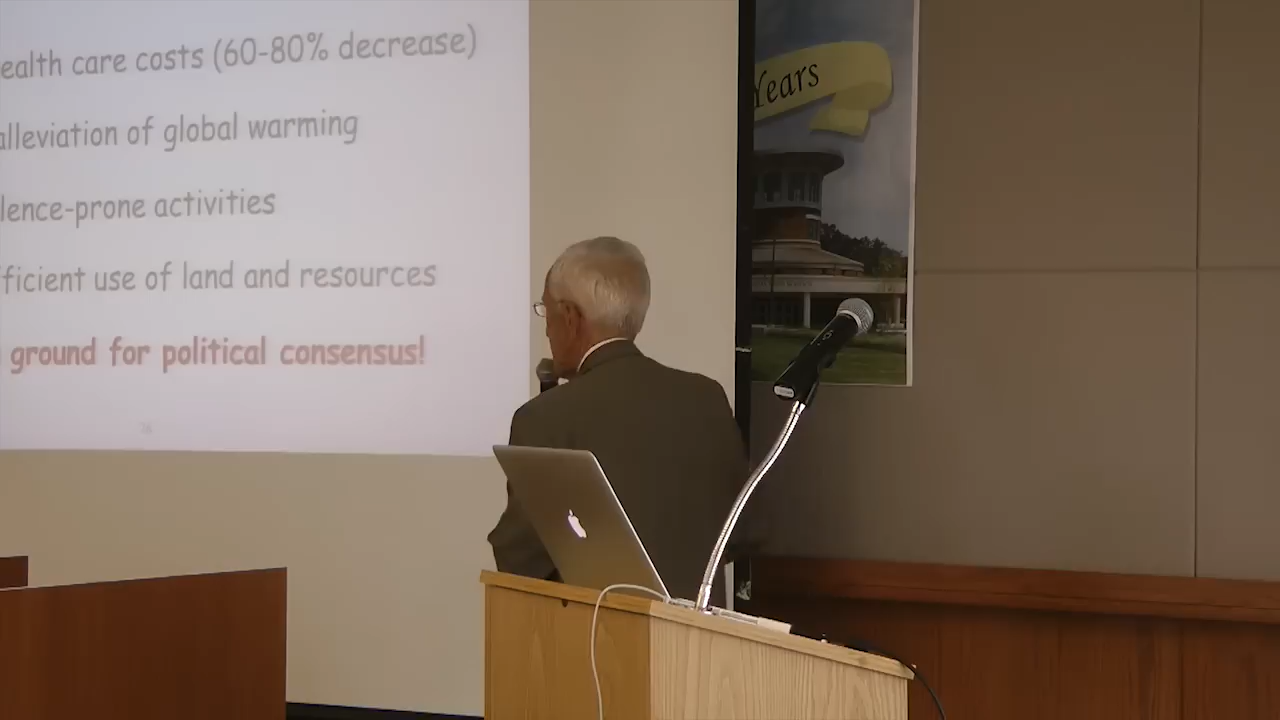 ealth care costs (60-80% decrease)
alleviation of global warming
lence-prone activities
fficient use of land and resources
ground for political consensus!
Years